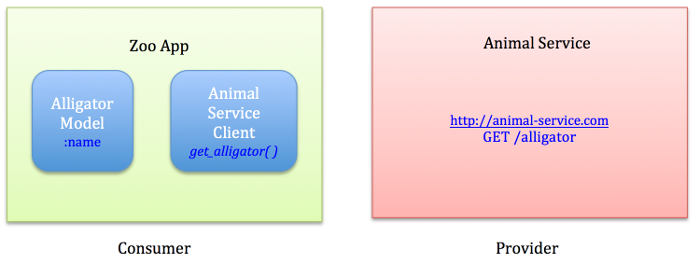 Zoo App
Alligator
Model
:name
Animal
Service
Client
get_alligator( )
Consumer
Animal Service
http://animal-service.com
GET /alligator
Provider